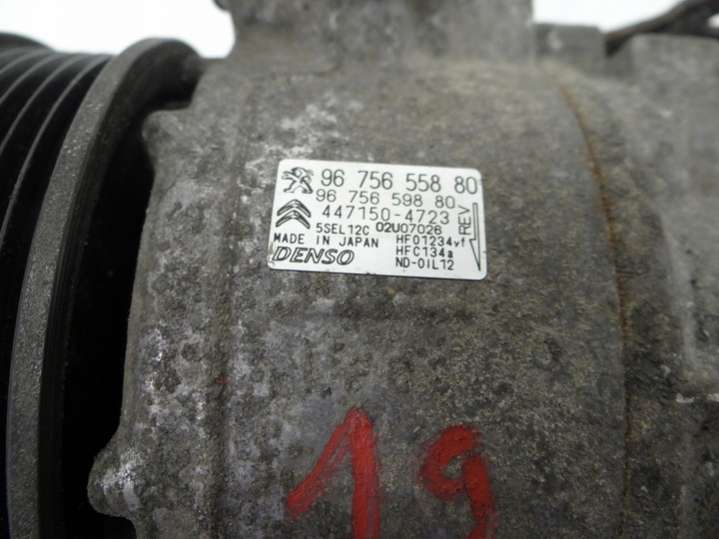 96 756 558 80
96 756 598 80
447150-4723
5SEL12C 02U07026
MADE IN JAPAN HFO1234yf
DENSO HFC134a
ND-OIL12
REV
19